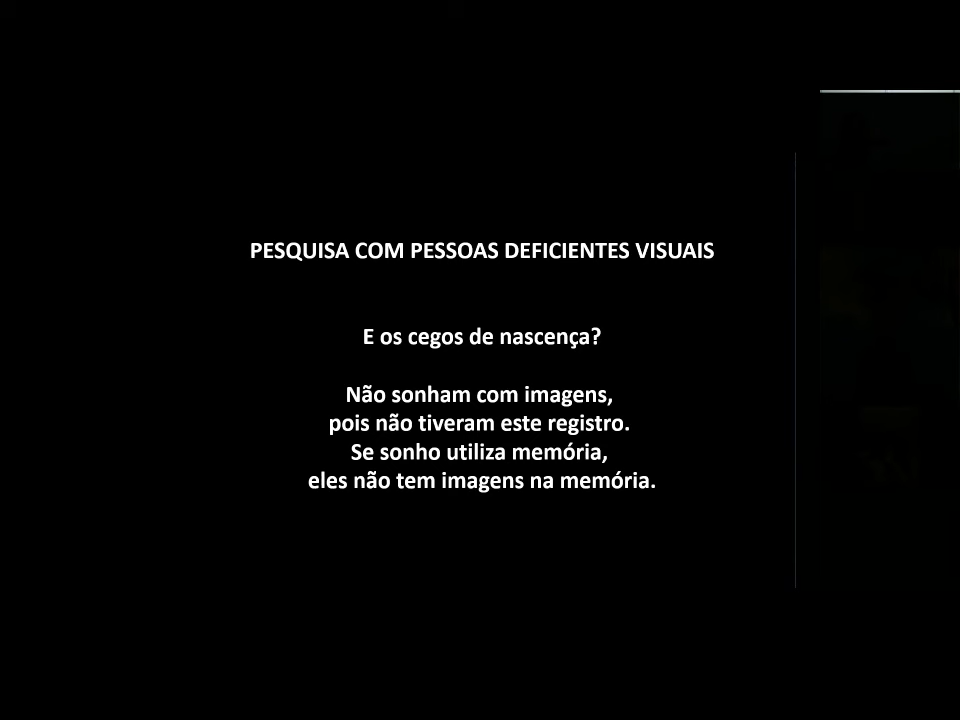 PESQUISA COM PESSOAS DEFICIENTES VISUAIS
E os cegos de nascença?
Não sonham com imagens,
pois não tiveram este registro.
Se sonho utiliza memória,
eles não tem imagens na memória.